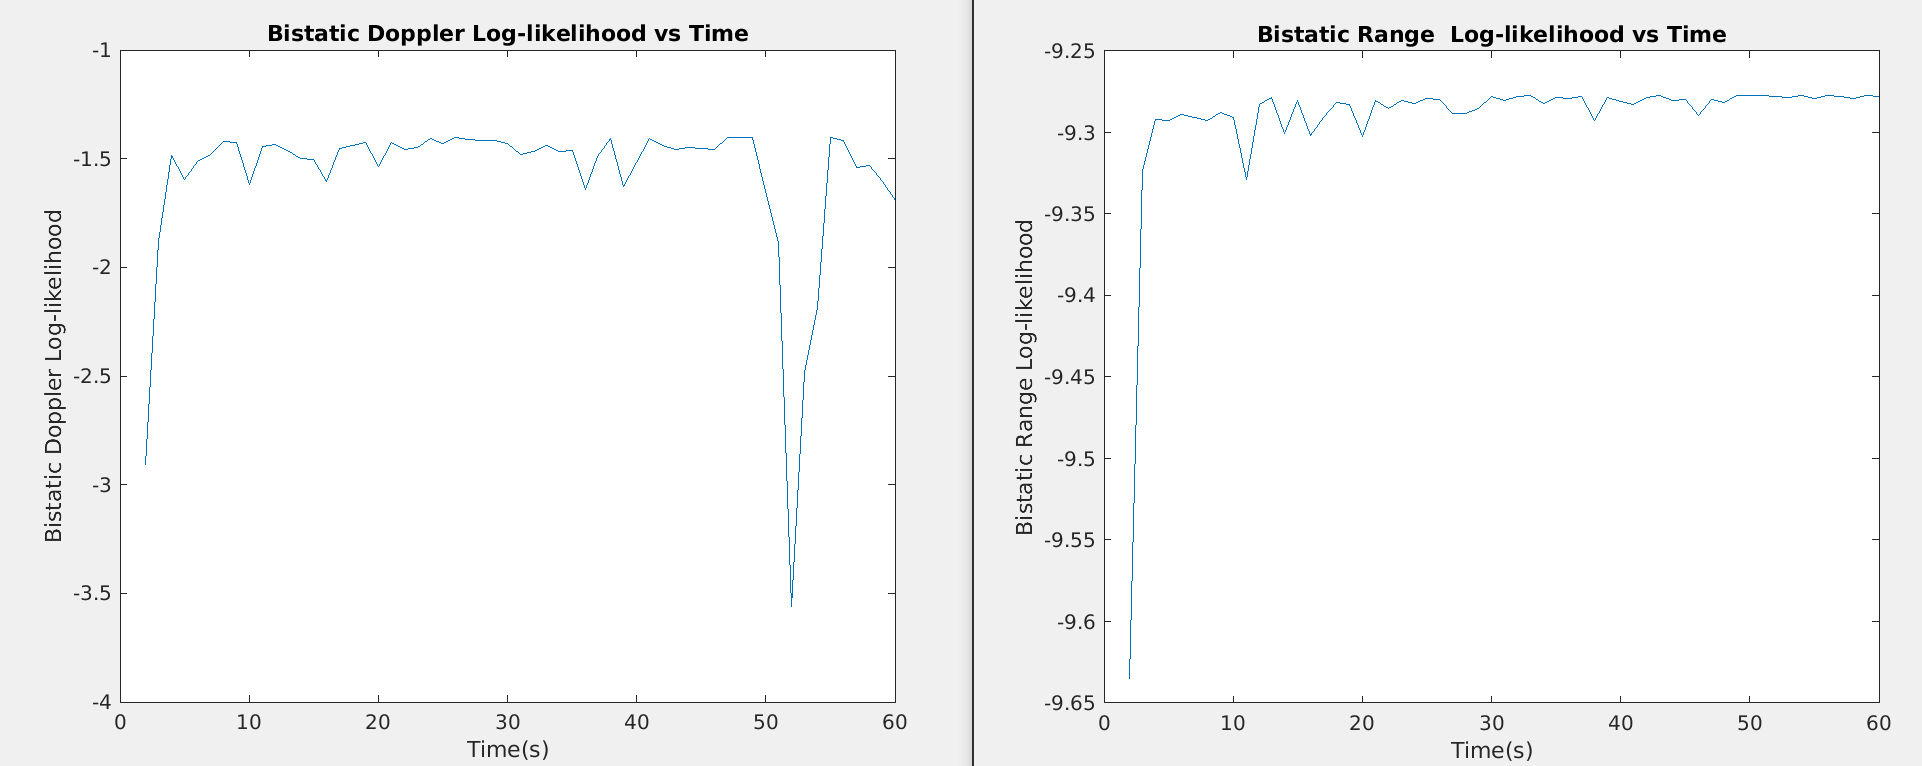 Bistatic Doppler Log-likelihood vs Time
-1
-1.5
-2
-2.5
-3
-3.5
-4
Bistatic Doppler Log-likelihood
0 10 20 30 40 50 60
Time(s)
Bistatic Range  Log-likelihood vs Time
-9.25
-9.3
-9.35
-9.4
-9.45
-9.5
-9.55
-9.6
-9.65
Bistatic Range Log-likelihood
0 10 20 30 40 50 60
Time(s)